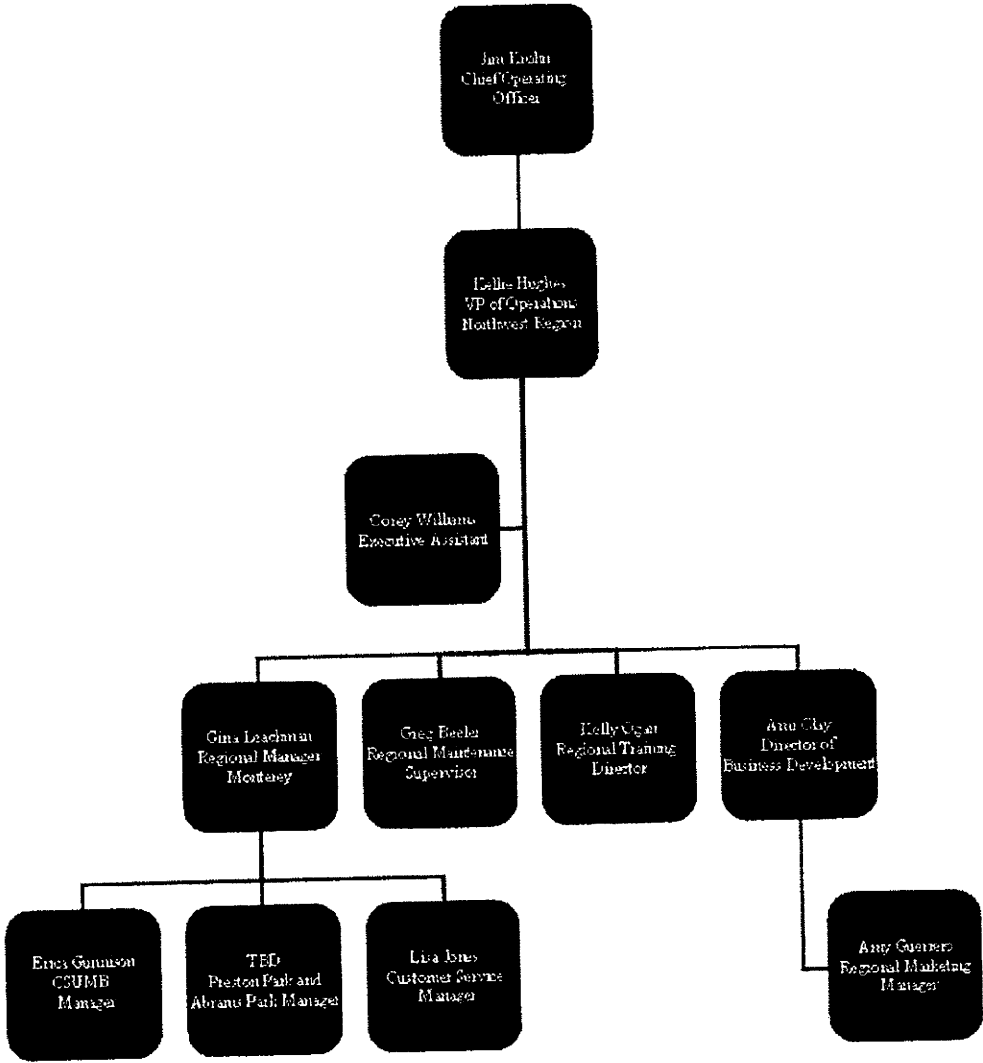 Jim
Chief Operating
Officer
Kellie Hughes
VP of Operations
Northwest Region
Corey Williams
Executive Assistant
Gina Leachman
Regional Manager
Monterey
Greg Beeler
Regional Maintenance
Supervisor
Kelly
Regional Training
Director
Ann Clay
Director of
Business Development
Erica Gunnison
CSUMB
Manager
TBD
Preston Park and
Abrams Park Manager
Lisa Jones
Customer Service
Manager
Amy Guerrero
Regional Marketing
Manager